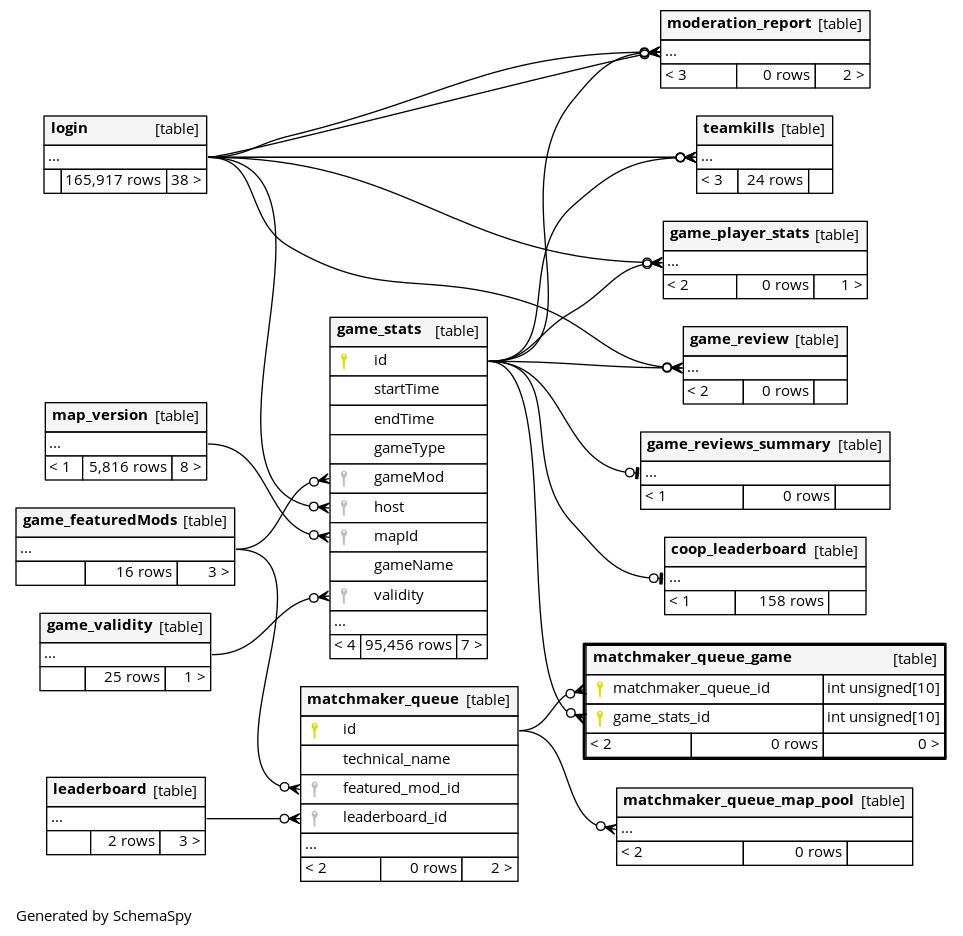 moderation_report [table]
...
< 3 0 rows 2 >
login [table]
...
165,917 rows 38 >
teamkills [table]
...
< 3 24 rows
game_player_stats [table]
...
< 2 0 rows 1 >
game_stats [table]
id
startTime
endTime
gameType
gameMod
host
mapId
gameName
validity
...
< 4 95,456 rows 7 >
game_review [table]
...
< 2 0 rows
map_version [table]
...
< 1 5,816 rows 8 >
game_reviews_summary [table]
...
< 1 0 rows
game_featuredMods [table]
...
16 rows 3 >
coop_leaderboard [table]
...
< 1 158 rows
game_validity [table]
...
25 rows 1 >
matchmaker_queue_game [table]
matchmaker_queue_id int unsigned[10]
game_stats_id int unsigned[10]
< 2 0 rows 0 >
matchmaker_queue [table]
id
technical_name
featured_mod_id
leaderboard_id
...
< 2 0 rows 2 >
leaderboard [table]
...
2 rows 3 >
matchmaker_queue_map_pool [table]
...
< 2 0 rows
Generated by SchemaSpy